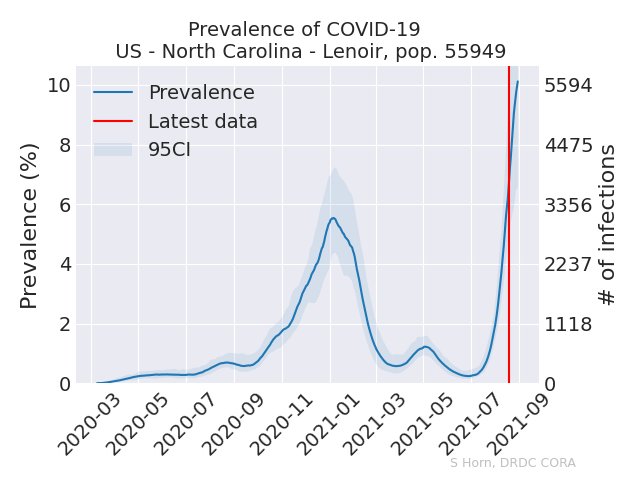 Prevalence of COVID-19
US - North Carolina - Lenoir, pop. 55949
Prevalence
Latest data
95CI
Prevalence (%)
10
8
6
4
2
0
5594
4475
3356
2237
1118
0
# of infections
2020-03
2020-05
2020-07
2020-09
2020-11
2021-01
2021-03
2021-05
2021-07
2021-09
S Horn, DRDC CORA